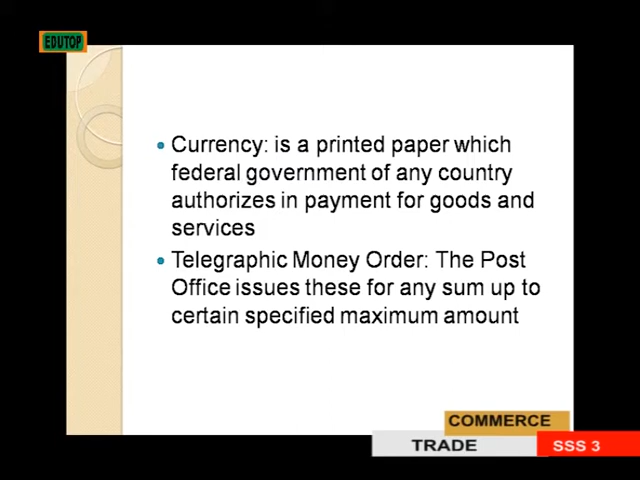 EDUTOP
Currency: is a printed paper which
federal government of any country
authorizes in payment for goods and
services
Telegraphic Money Order: The Post
Office issues these for any sum up to
certain specified maximum amount
COMMERCE
TRADE
SSS 3